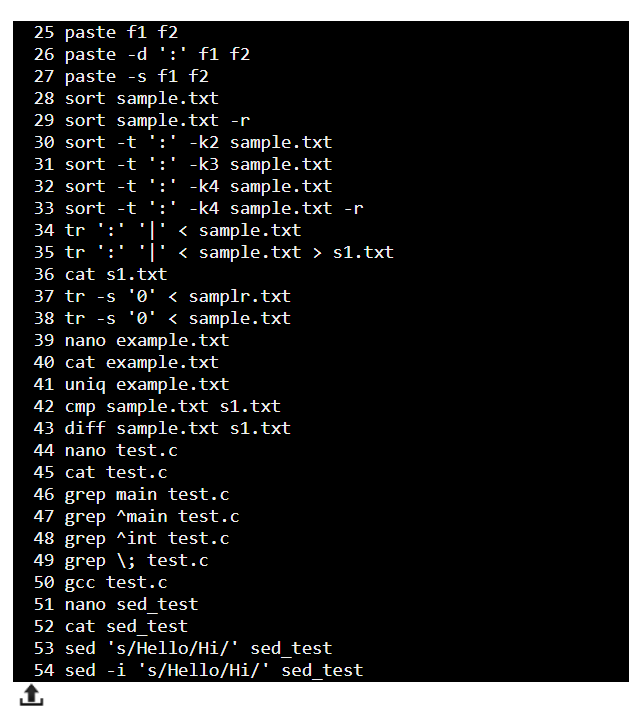 25 paste f1 f2
26 paste -d ':' f1 f2
27 paste -s f1 f2
28 sort sample.txt
29 sort sample.txt -r
30 sort -t ':' -k2 sample.txt
31 sort -t ':' -k3 sample.txt
32 sort -t ':' -k4 sample.txt
33 sort -t ':' -k4 sample.txt -r
34 tr ':' '|' < sample.txt
35 tr ':' '|' < sample.txt > s1.txt
36 cat s1.txt
37 tr -s '0' < samplr.txt
38 tr -s '0' < sample.txt
39 nano example.txt
40 cat example.txt
41 uniq example.txt
42 cmp sample.txt s1.txt
43 diff sample.txt s1.txt
44 nano test.c
45 cat test.c
46 grep main test.c
47 grep ^main test.c
48 grep ^int test.c
49 grep \; test.c
50 gcc test.c
51 nano sed_test
52 cat sed_test
53 sed 's/Hello/Hi/' sed_test
54 sed -i 's/Hello/Hi/' sed_test